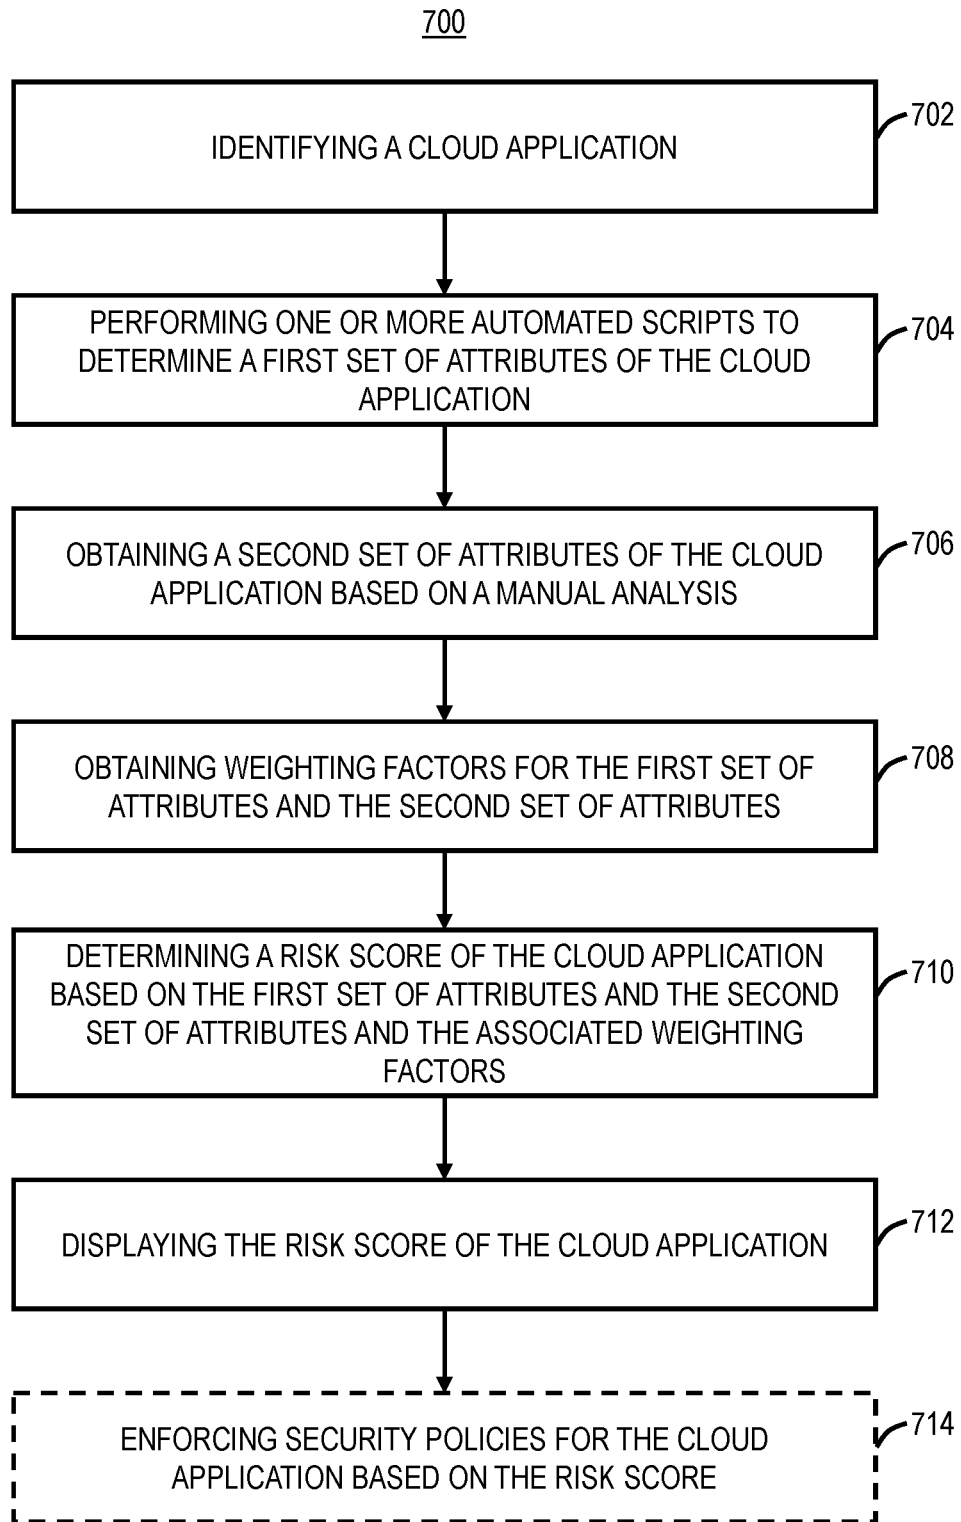 700
IDENTIFYING A CLOUD APPLICATION
702
PERFORMING ONE OR MORE AUTOMATED SCRIPTS TO
DETERMINE A FIRST SET OF ATTRIBUTES OF THE CLOUD
APPLICATION
704
OBTAINING A SECOND SET OF ATTRIBUTES OF THE CLOUD
APPLICATION BASED ON A MANUAL ANALYSIS
706
OBTAINING WEIGHTING FACTORS FOR THE FIRST SET OF
ATTRIBUTES AND THE SECOND SET OF ATTRIBUTES
708
DETERMINING A RISK SCORE OF THE CLOUD APPLICATION
BASED ON THE FIRST SET OF ATTRIBUTES AND THE SECOND
SET OF ATTRIBUTES AND THE ASSOCIATED WEIGHTING
FACTORS
710
DISPLAYING THE RISK SCORE OF THE CLOUD APPLICATION
712
ENFORCING SECURITY POLICIES FOR THE CLOUD
APPLICATION BASED ON THE RISK SCORE
714